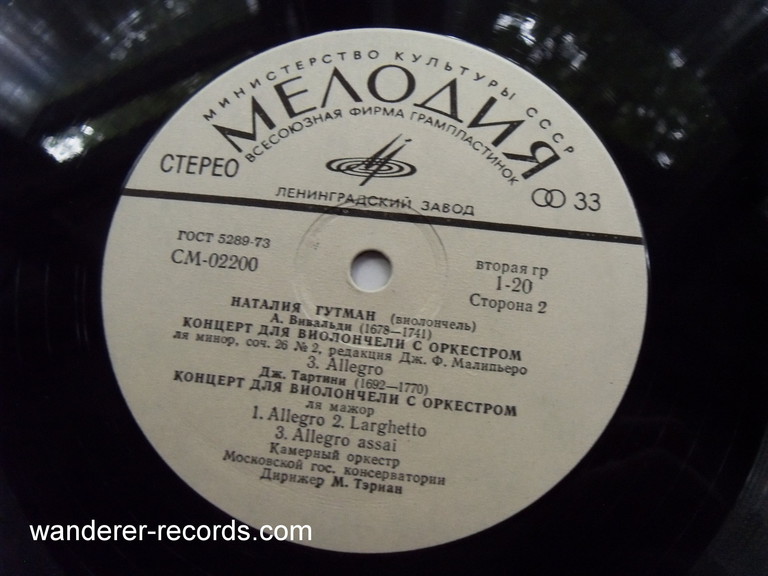 МИНИСТЕРСТВО КУЛЬТУРЫ СССР
МЕЛОДИЯ
ВСЕСОЮЗНАЯ ФИРМА ГРАМПЛАСТИНОК
СТЕРЕО
33
ЛЕНИНГРАДСКИЙ ЗАВОД
ГОСТ 5289-73
СМ-02200
вторая гр
1-20
Сторона 2
НАТАЛИЯ ГУТМАН (виолончель)
А. Вивальди (1678—1741)
КОНЦЕРТ ДЛЯ ВИОЛОНЧЕЛИ С ОРКЕСТРОМ
ля минор, соч. 26 № 2, редакция Дж. Ф. Малипьеро
3. Allegro
Дж. Тартини (1692—1770)
КОНЦЕРТ ДЛЯ ВИОЛОНЧЕЛИ С ОРКЕСТРОМ
ля мажор
1. Allegro 2. Larghetto
3. Allegro assai
Камерный оркестр
Московской гос. консерватории
Дирижер М. Тэриан
wanderer-records.com